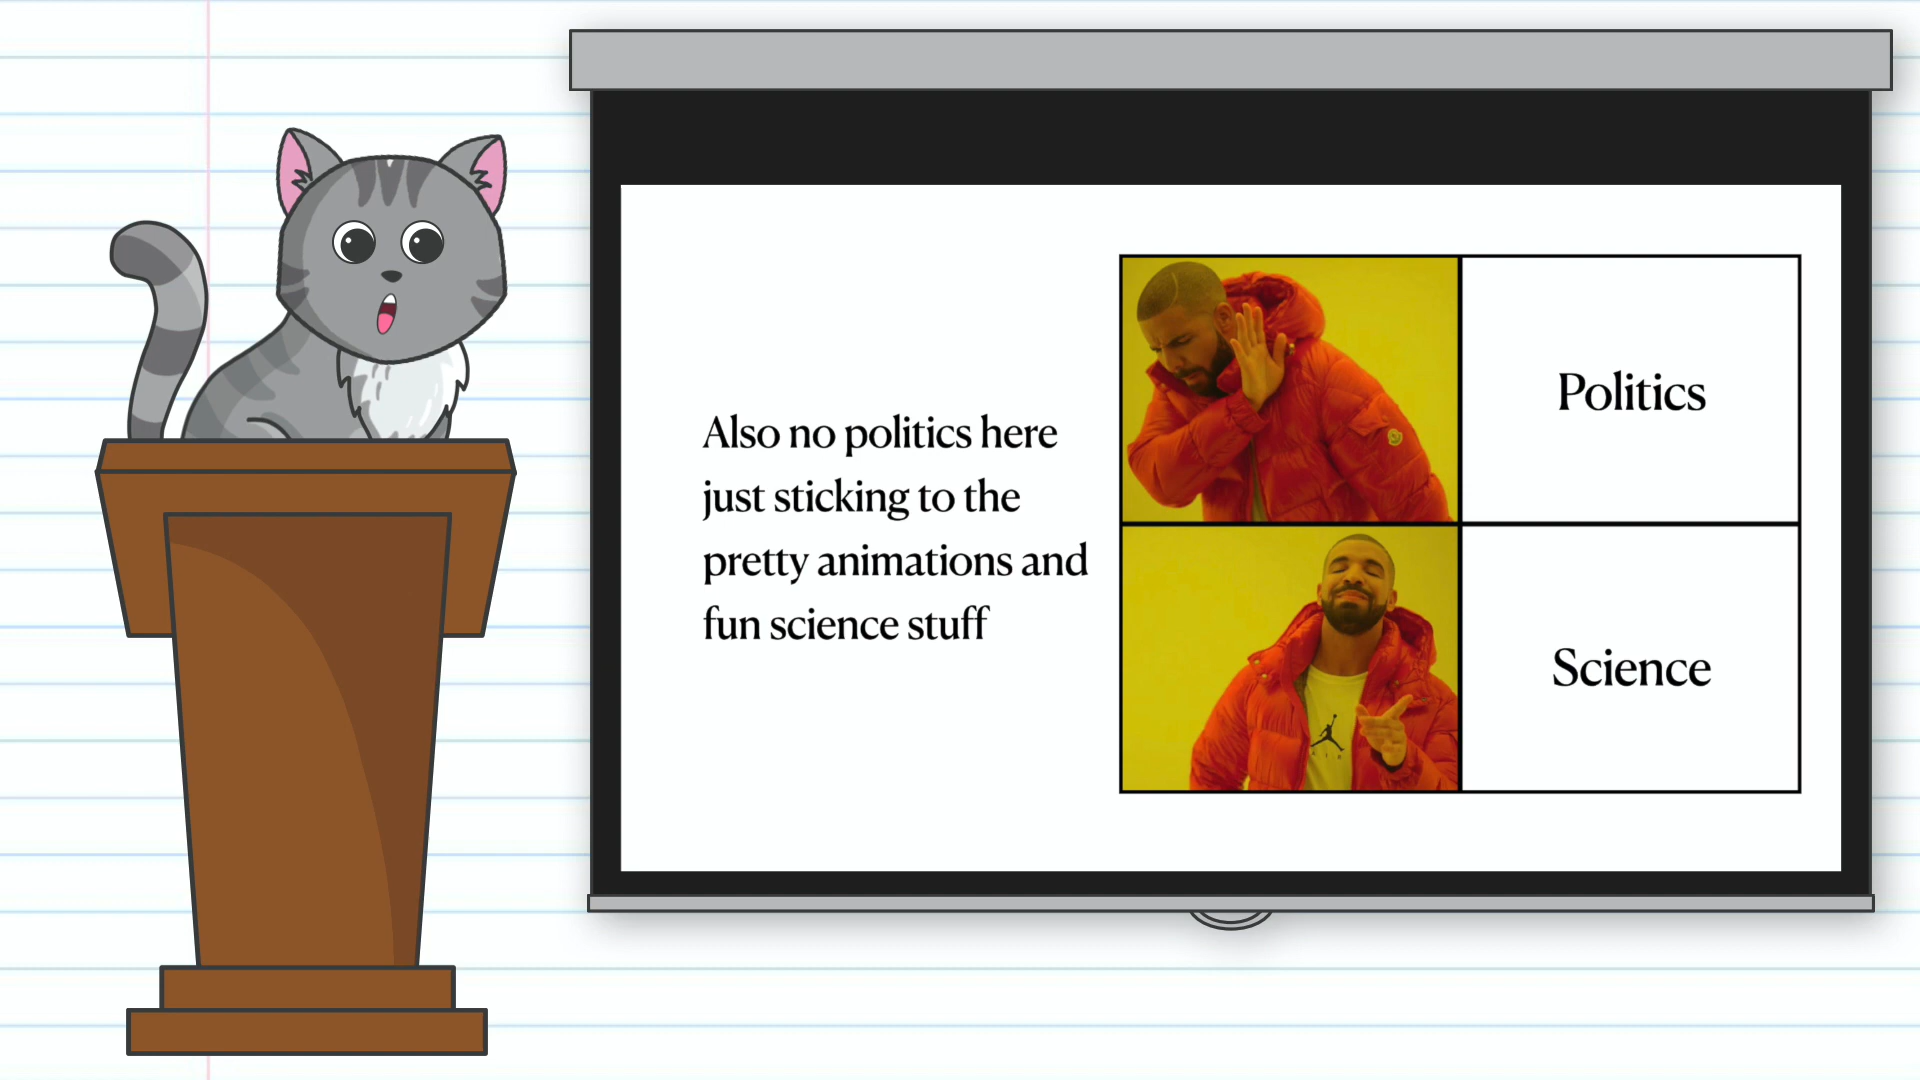 Also no politics here
just sticking to the
pretty animations and
fun science stuff
Politics
Science